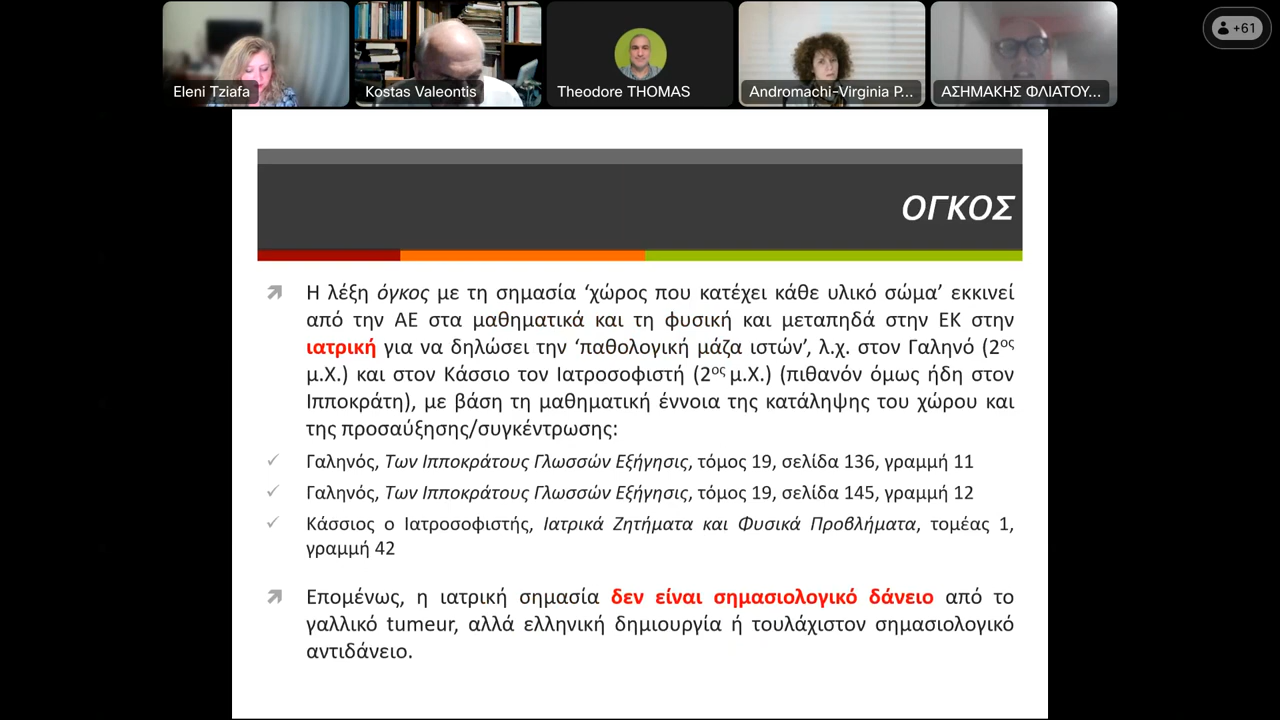 +61
Eleni Tziafa
Kostas Valeontis
Theodore THOMAS
Andromachi-Virginia P...
ΑΣΗΜΑΚΗΣ ΦΛΙΑΤΟΥ...
ΟΓΚΟΣ
Η λέξη όγκος με τη σημασία ‘χώρος που κατέχει κάθε υλικό σώμα’ εκκινεί
από την ΑΕ στα μαθηματικά και τη φυσική και μεταπηδά στην ΕΚ στην
ιατρική για να δηλώσει την ‘παθολογική μάζα ιστών’, λ.χ. στον Γαληνό (2ος
μ.Χ.) και στον Κάσσιο τον Ιατροσοφιστή (2ος μ.Χ.) (πιθανόν όμως ήδη στον
Ιπποκράτη), με βάση τη μαθηματική έννοια της κατάληψης του χώρου και
της προσαύξησης/συγκέντρωσης:
Γαληνός, Των Ιπποκράτους Γλωσσών Εξήγησις, τόμος 19, σελίδα 136, γραμμή 11
Γαληνός, Των Ιπποκράτους Γλωσσών Εξήγησις, τόμος 19, σελίδα 145, γραμμή 12
Κάσσιος ο Ιατροσοφιστής, Ιατρικά Ζητήματα και Φυσικά Προβλήματα, τομέας 1,
γραμμή 42
Επομένως, η ιατρική σημασία δεν είναι σημασιολογικό δάνειο από το
γαλλικό tumeur, αλλά ελληνική δημιουργία ή τουλάχιστον σημασιολογικό
αντιδάνειο.